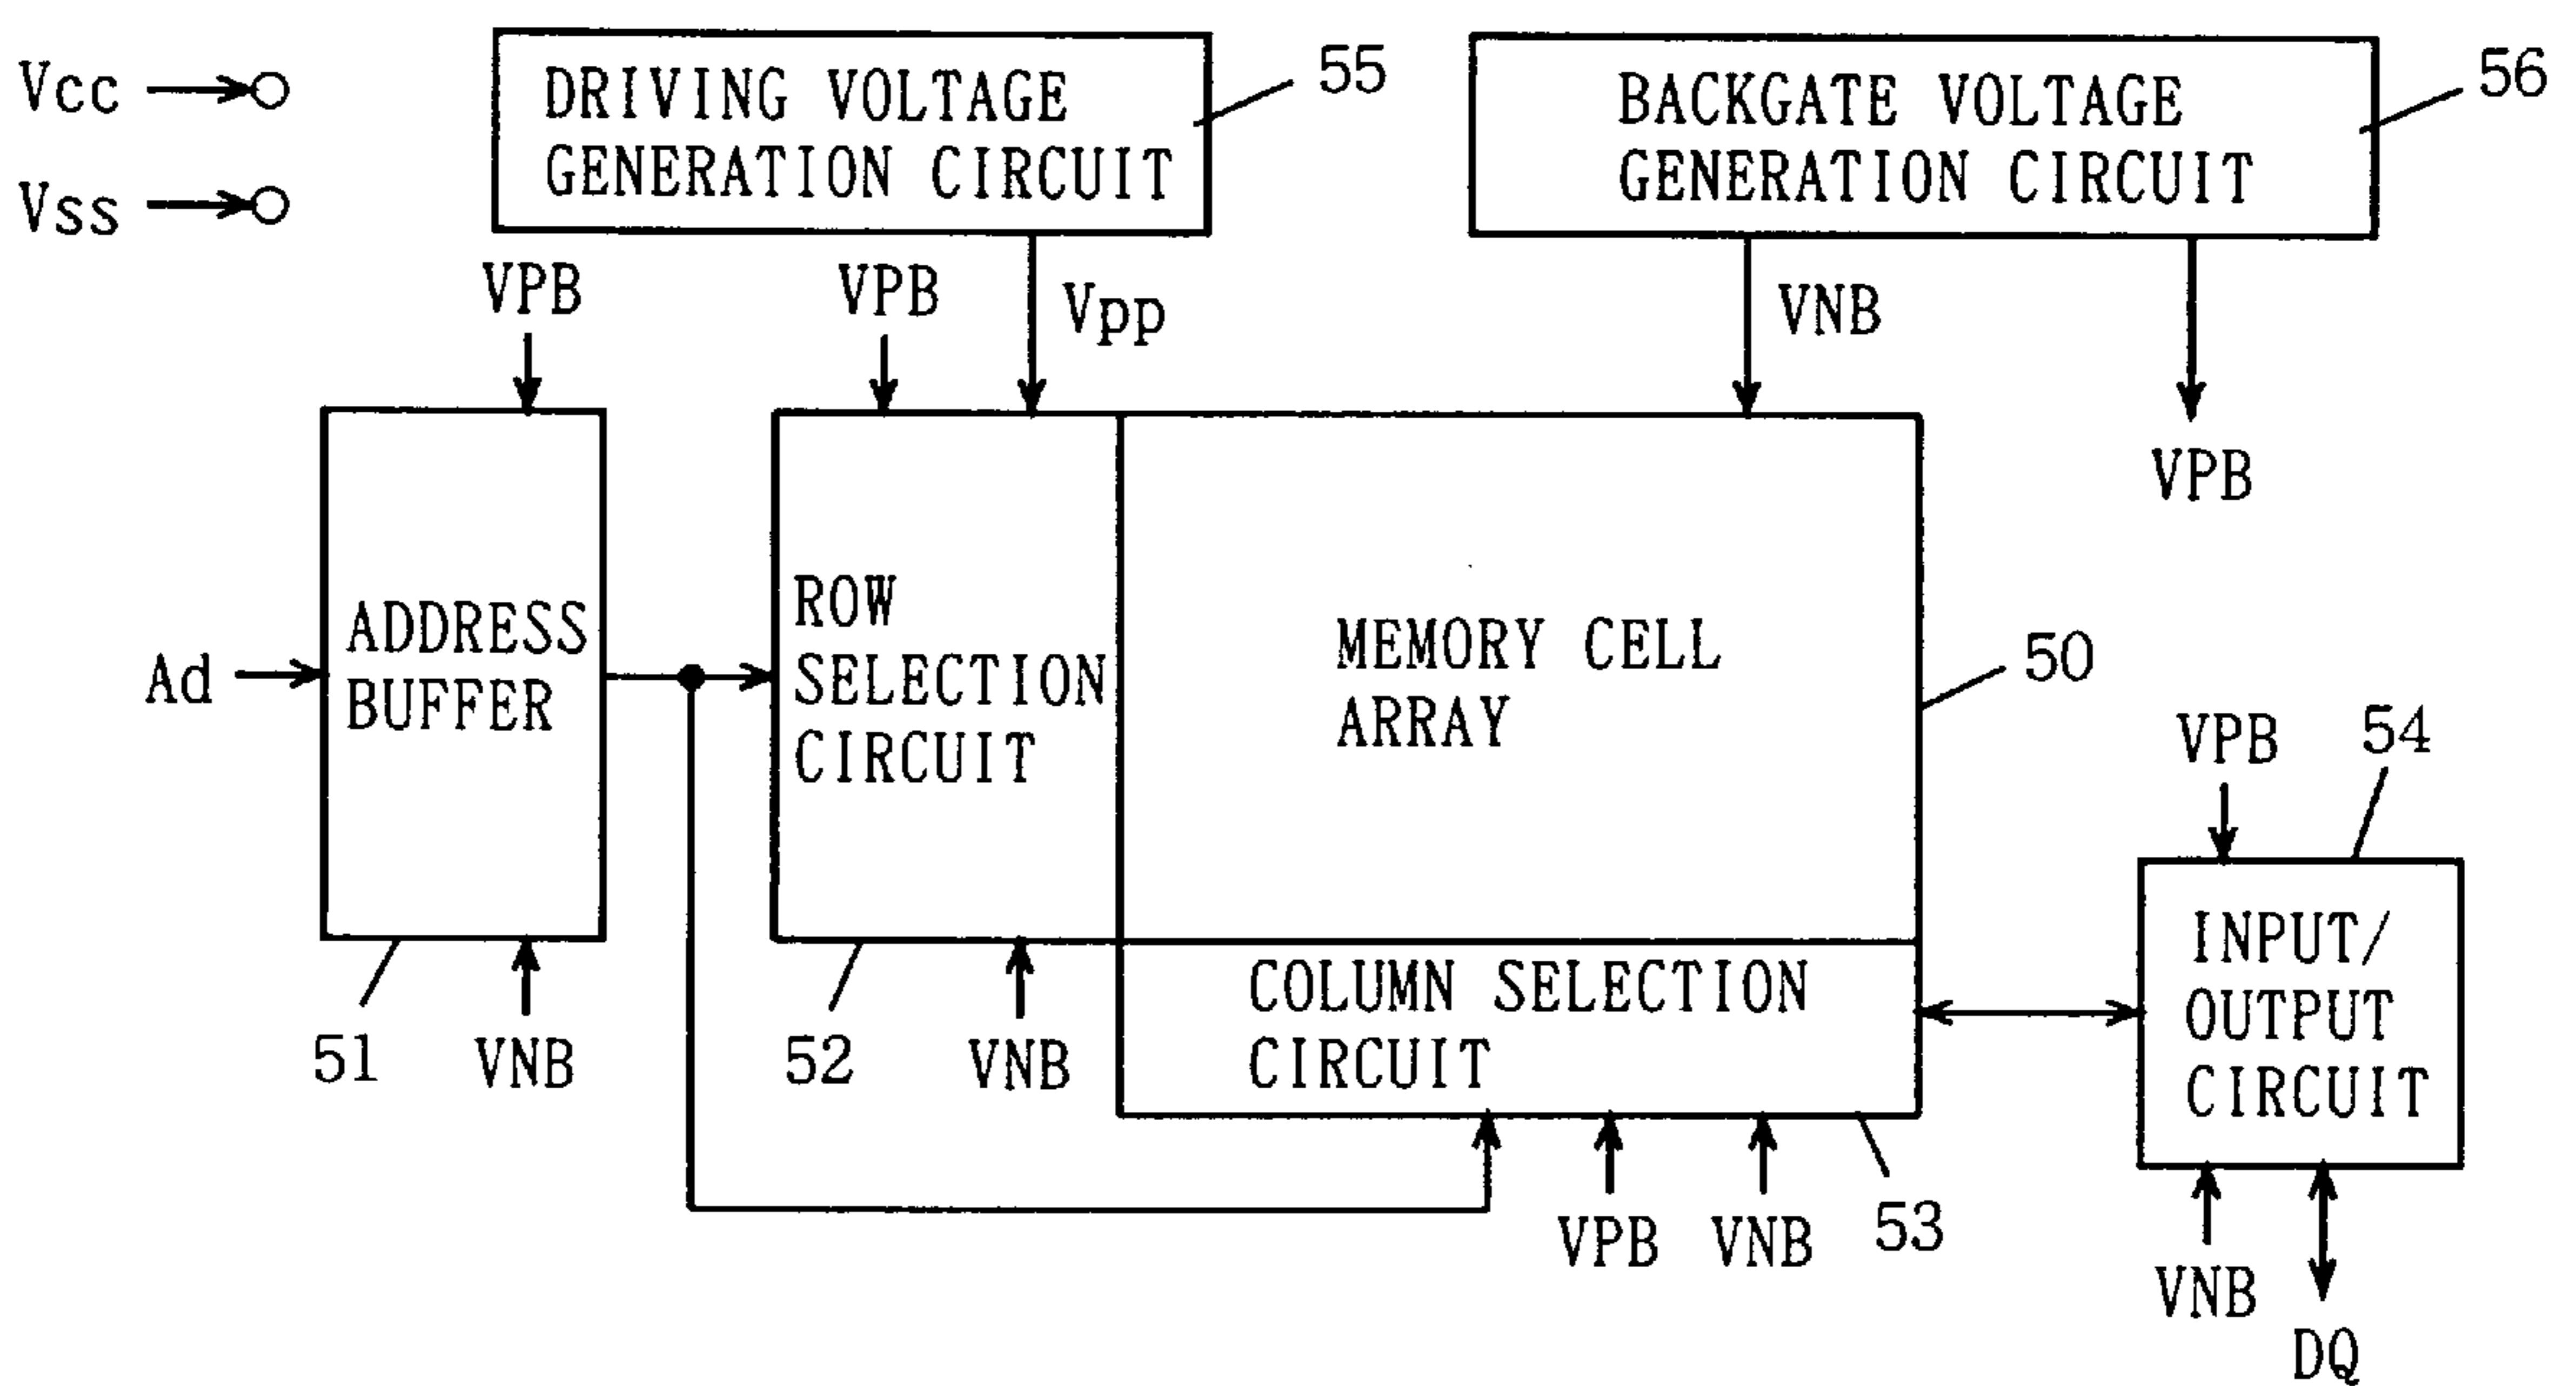 Vcc
Vss
DRIVING VOLTAGE
GENERATION CIRCUIT
55
BACKGATE VOLTAGE
GENERATION CIRCUIT
56
VPB
VPB
Vpp
VNB
VPB
Ad
ADDRESS
BUFFER
ROW
SELECTION
CIRCUIT
MEMORY CELL
ARRAY
50
VPB
54
INPUT/
OUTPUT
CIRCUIT
COLUMN SELECTION
CIRCUIT
51
VNB
52
VNB
VPB
VNB
53
VNB
DQ